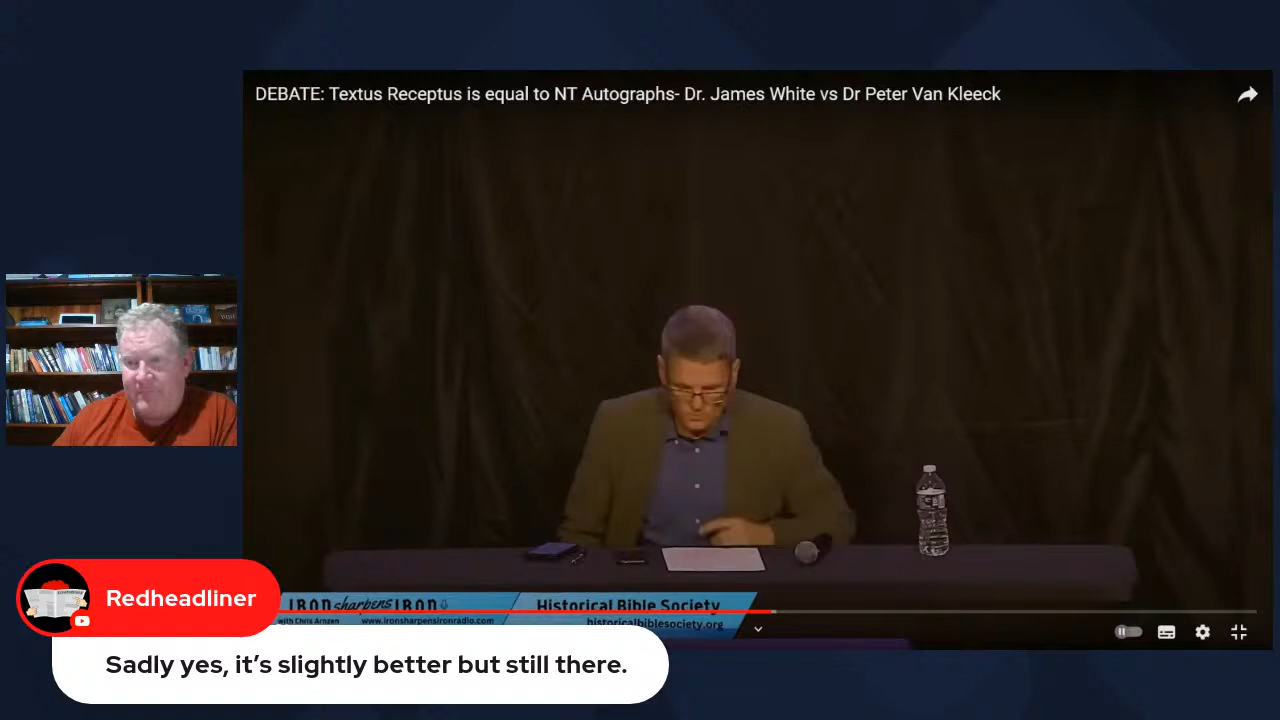 DEBATE: Textus Receptus is equal to NT Autographs- Dr. James White vs Dr Peter Van Kleeck
IRON sharpens IRON
with Chris Arnzen www.ironsharpensironradio.com
Historical Bible Society
historicalbiblesociety.org
Redheadliner
Sadly yes, it’s slightly better but still there.